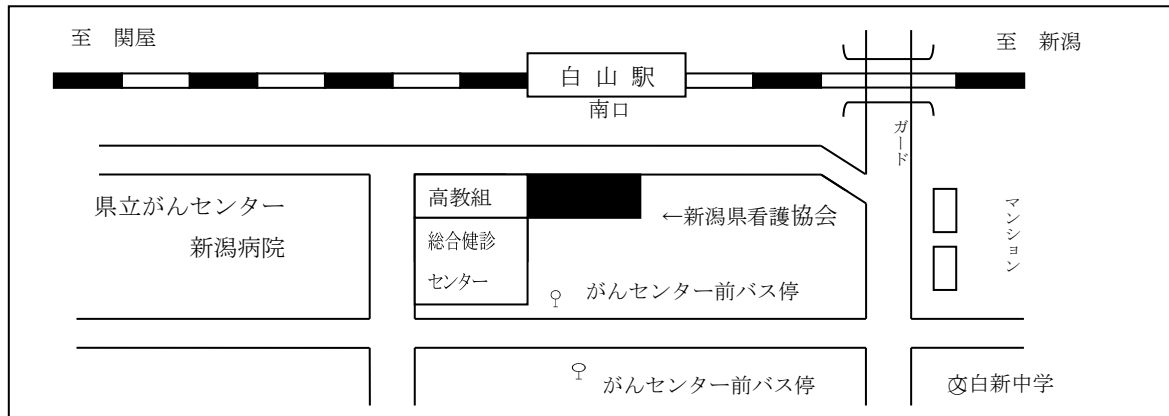 至　関屋
至　新潟
白 山 駅
南口
ガード
高教組
県立がんセンター
新潟病院
←新潟県看護協会
マンション
総合健診
センター
がんセンター前バス停
がんセンター前バス停
文白新中学